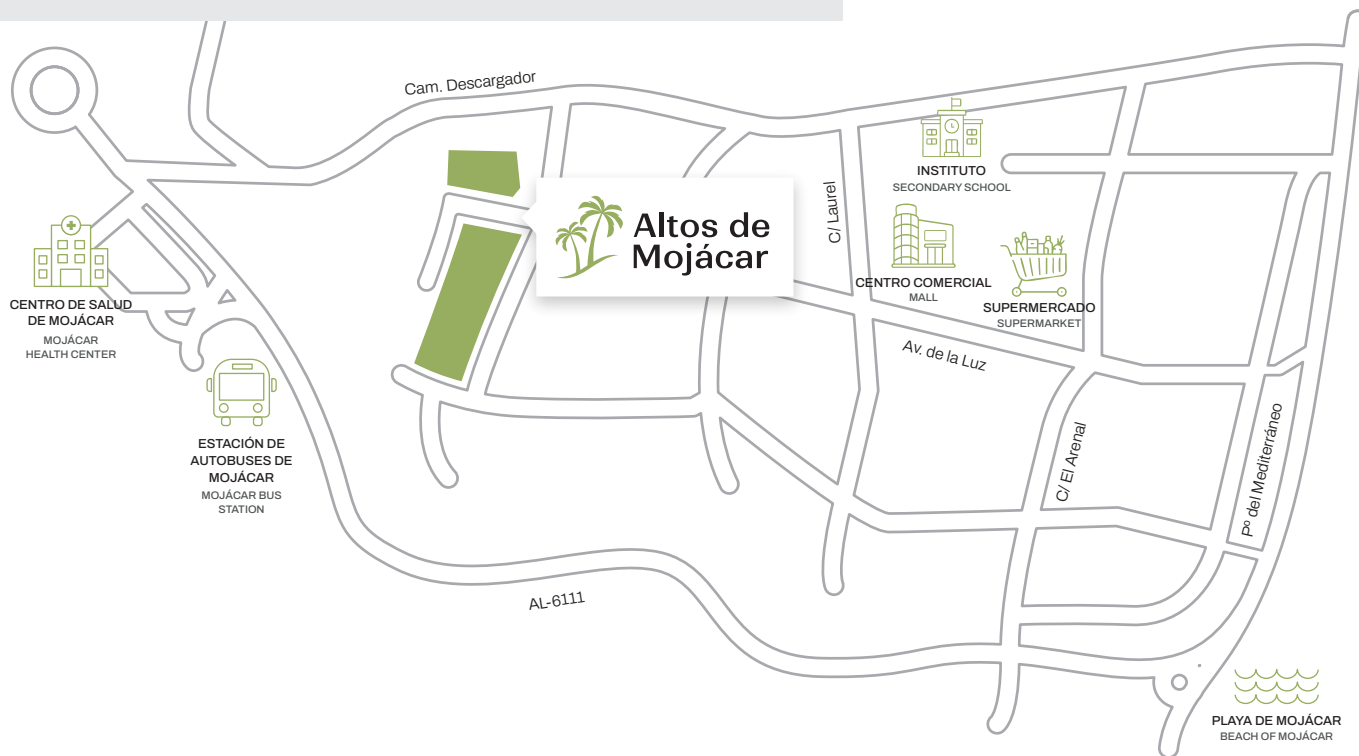 Cam. Descargador
INSTITUTO
SECONDARY SCHOOL
Altos de
Mojácar
C/ Laurel
CENTRO COMERCIAL
MALL
SUPERMERCADO
SUPERMARKET
CENTRO DE SALUD
DE MOJÁCAR
MOJÁCAR
HEALTH CENTER
Av. de la Luz
ESTACIÓN DE
AUTOBUSES DE
MOJÁCAR
MOJÁCAR BUS
STATION
C/ El Arenal
Pº del Mediterráneo
AL-6111
PLAYA DE MOJÁCAR
BEACH OF MOJÁCAR